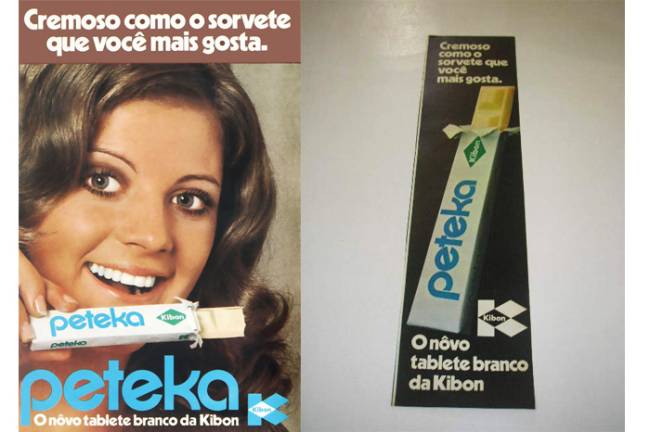 Cremoso como o sorvete
que você mais gosta.
peteka Kibon
peteka
peteka
O nôvo tablete branco da Kibon
Kibon
Cremoso
como o
sorvete que
você
mais gosta.
Kibon
peteka
Kibon
O nôvo
tablete branco
da Kibon